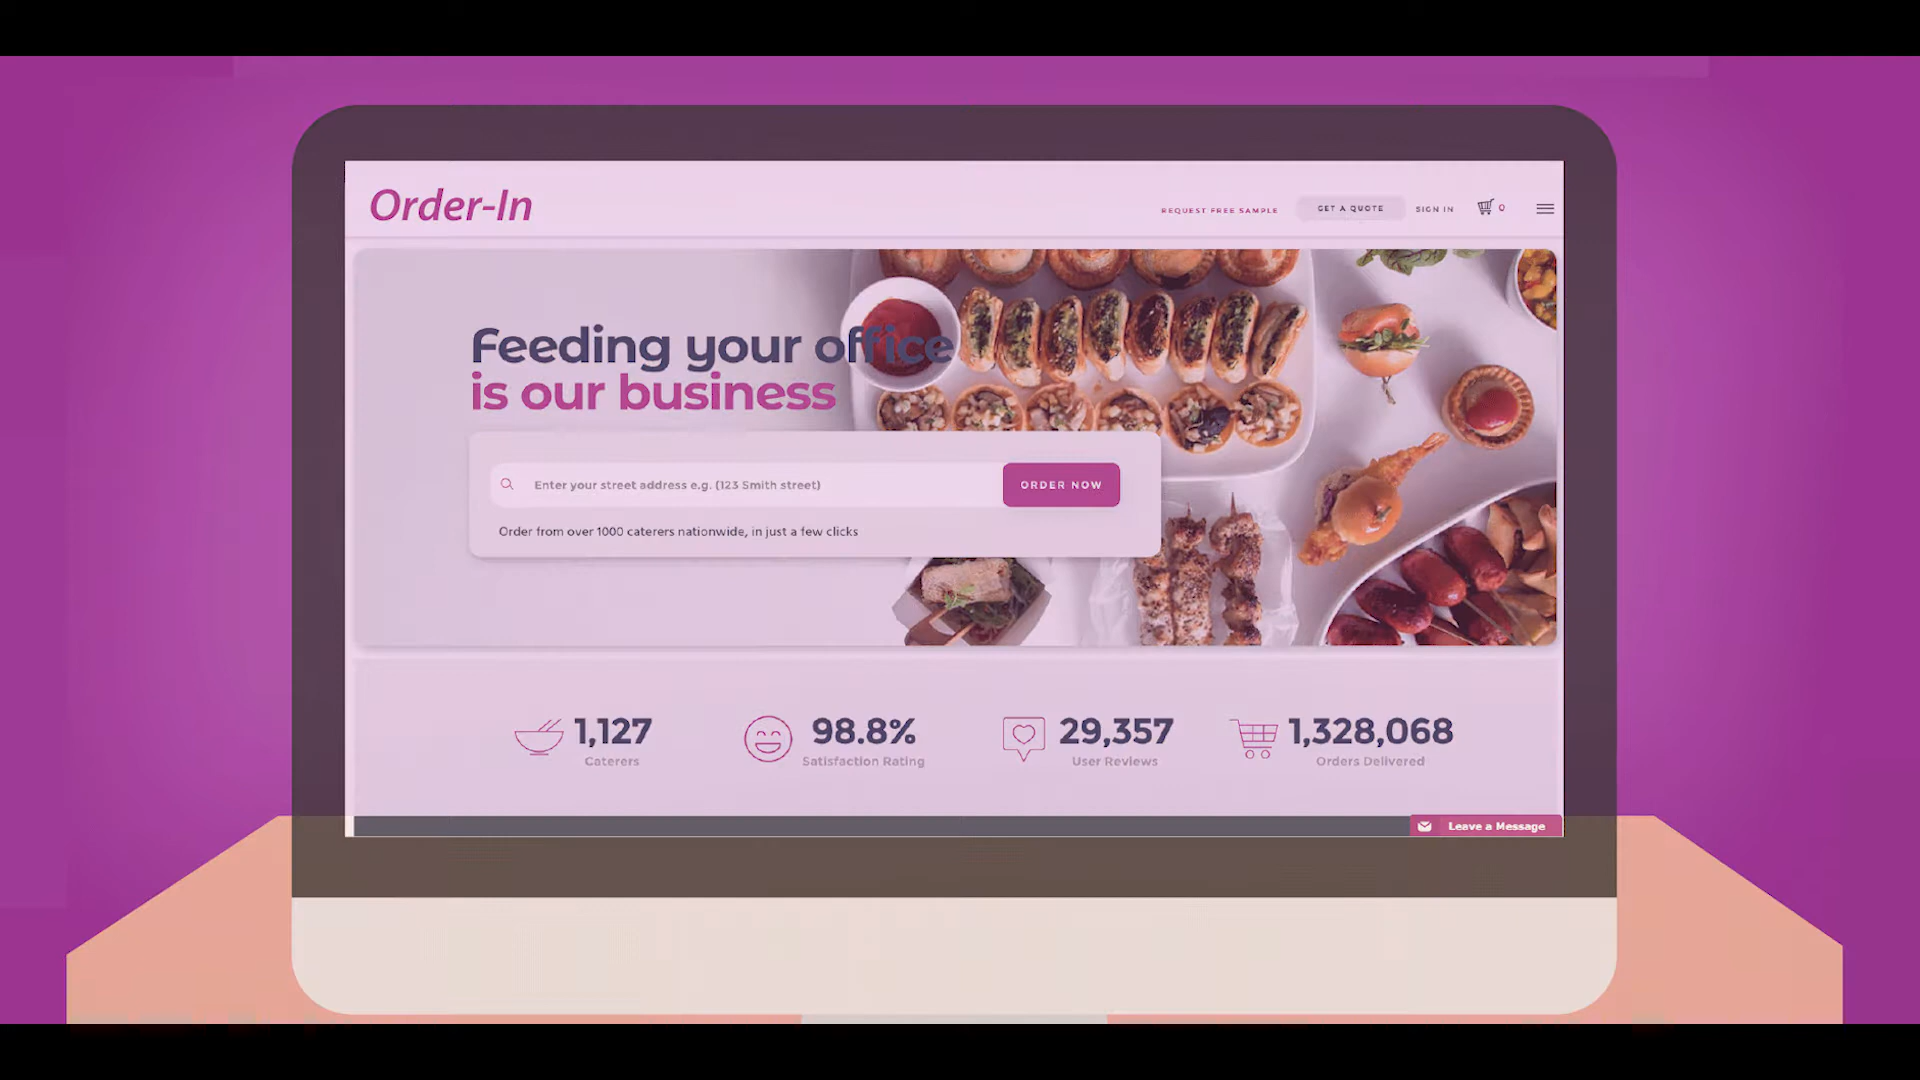 Order-In
REQUEST FREE SAMPLE
GET A QUOTE
SIGN IN
0
Feeding your office
is our business
Enter your street address e.g. (123 Smith street)
ORDER NOW
Order from over 1000 caterers nationwide, in just a few clicks
1,127
Caterers
98.8%
Satisfaction Rating
29,357
User Reviews
1,328,068
Orders Delivered
Leave a Message